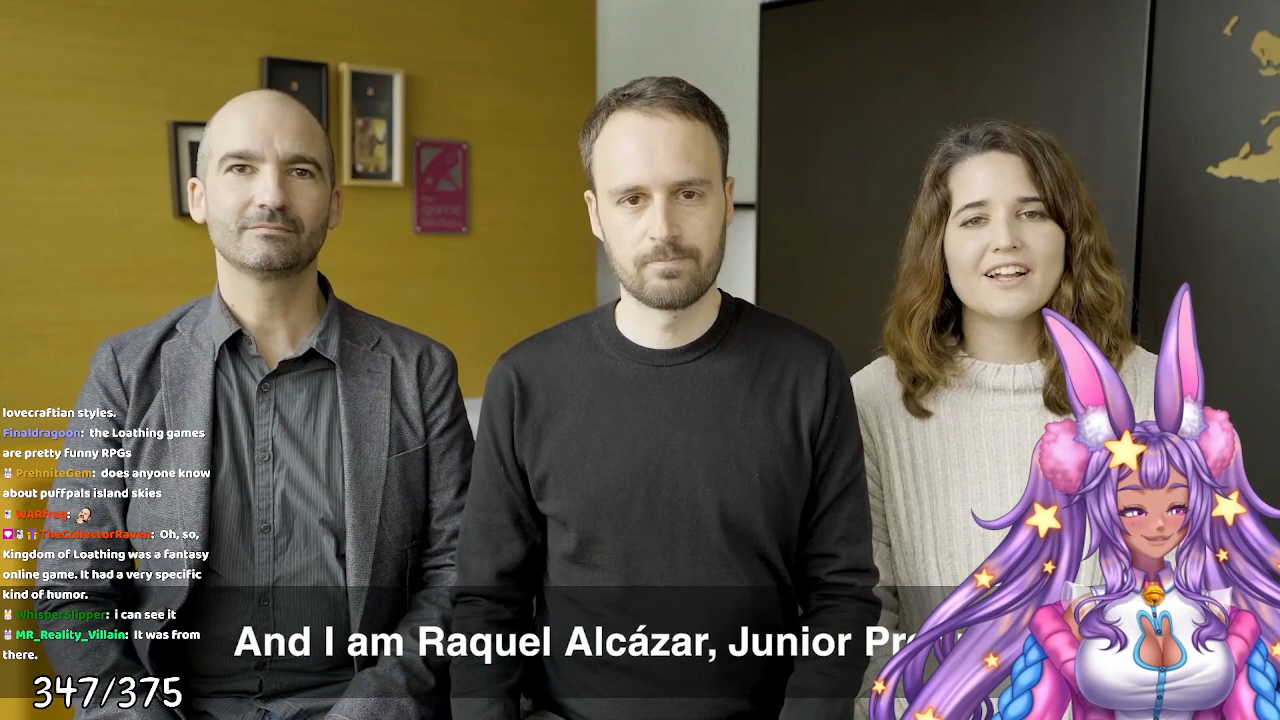 lovecraftian styles.
Finaldragoon: the Loathing games
are pretty funny RPGs
PrehniteGem: does anyone know
about puffpals island skies
WARFrog:
TheCollectorRaven: Oh, so,
Kingdom of Loathing was a fantasy
online game. It had a very specific
kind of humor.
WhisperSlipper: i can see it
MR_Reality_Villain: It was from
there.
And I am Raquel Alcázar, Junior
347/375